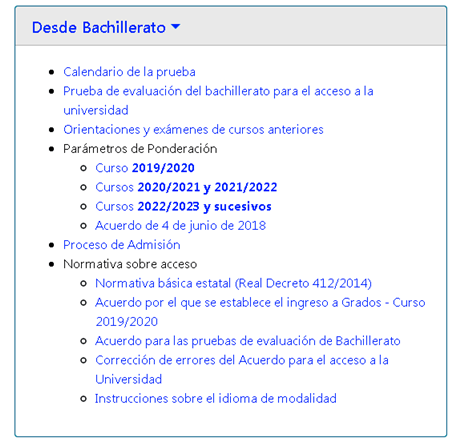 Desde Bachillerato
Calendario de la prueba
Prueba de evaluación del bachillerato para el acceso a la
universidad
Orientaciones y exámenes de cursos anteriores
Parámetros de Ponderación
Curso 2019/2020
Cursos 2020/2021 y 2021/2022
Cursos 2022/2023 y sucesivos
Acuerdo de 4 de junio de 2018
Proceso de Admisión
Normativa sobre acceso
Normativa básica estatal (Real Decreto 412/2014)
Acuerdo por el que se establece el ingreso a Grados - Curso
2019/2020
Acuerdo para las pruebas de evaluación de Bachillerato
Corrección de errores del Acuerdo para el acceso a la
Universidad
Instrucciones sobre el idioma de modalidad